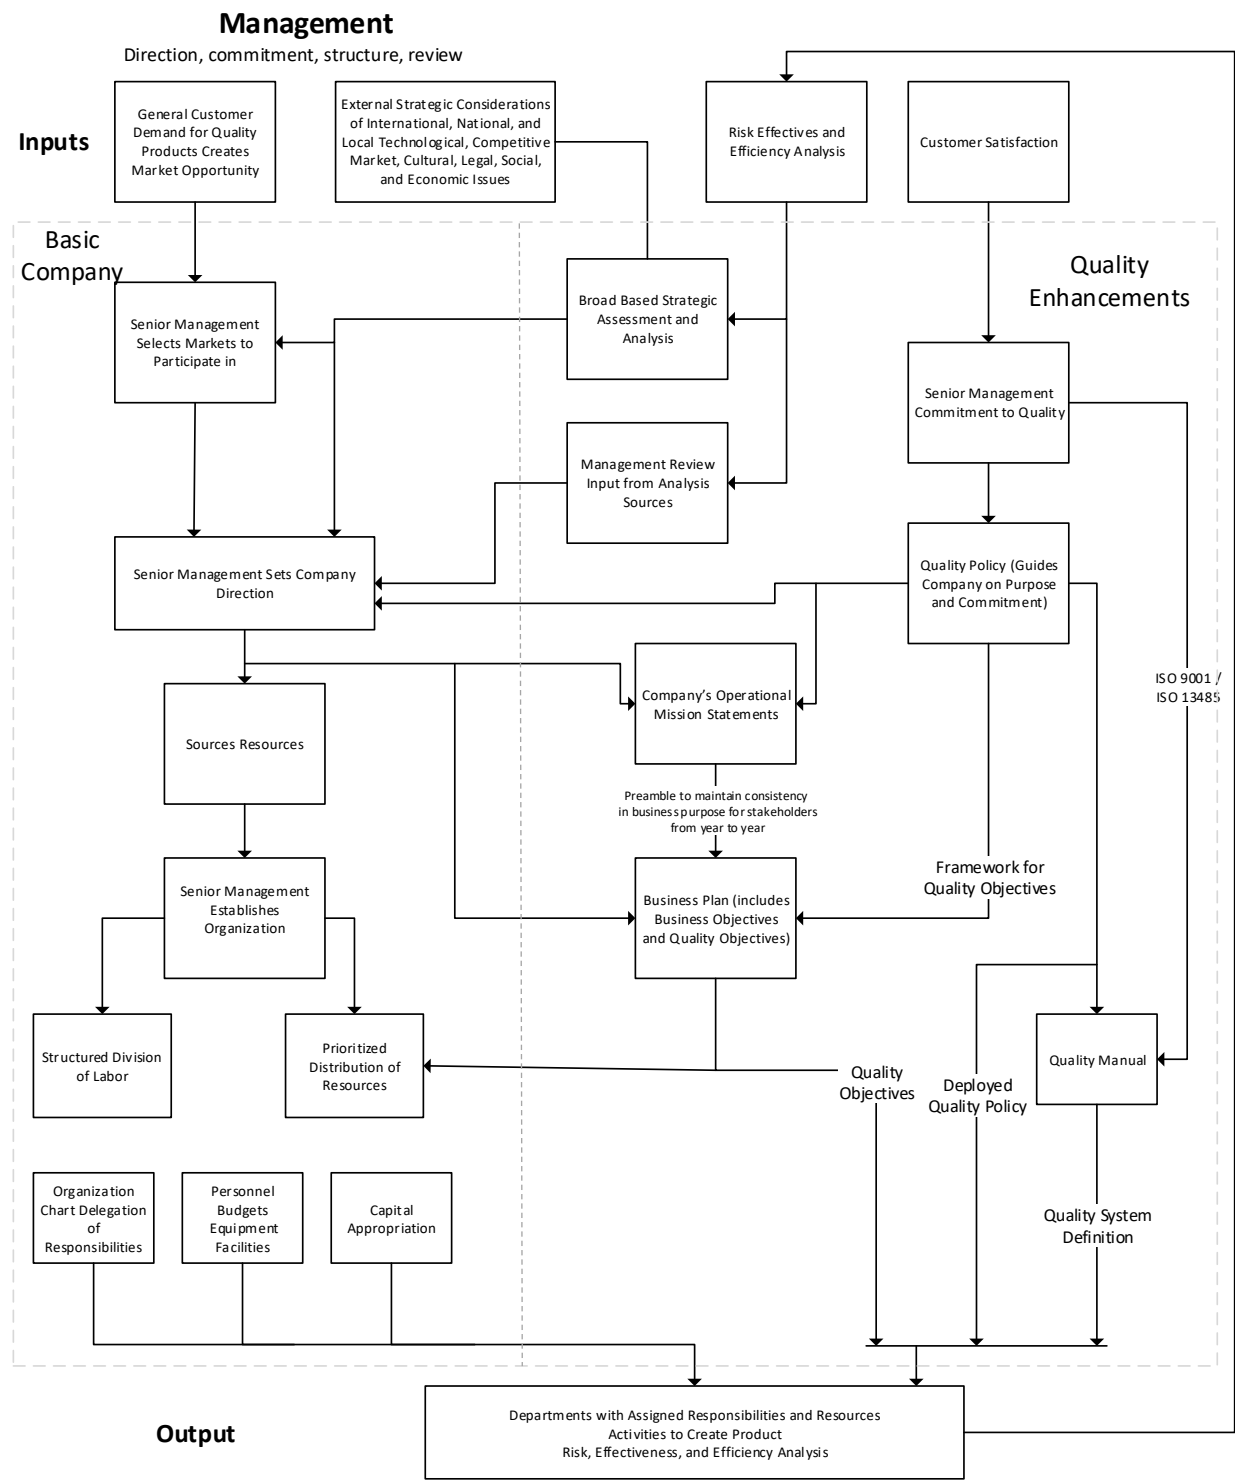 Management
Direction, commitment, structure, review
Inputs
General Customer
Demand for Quality
Products Creates
Market Opportunity
External Strategic Considerations
of International, National, and
Local Technological, Competitive
Market, Cultural, Legal, Social,
and Economic Issues
Risk Effectives and
Efficiency Analysis
Customer Satisfaction
Basic
Company
Quality
Enhancements
Senior Management
Selects Markets to
Participate in
Broad Based Strategic
Assessment and
Analysis
Senior Management
Commitment to Quality
Management Review
Input from Analysis
Sources
Senior Management Sets Company
Direction
Quality Policy (Guides
Company on Purpose
and Commitment)
ISO 9001 /
ISO 13485
Company's Operational
Mission Statements
Sources Resources
Preamble to maintain consistency
in business purpose for stakeholders
from year to year
Senior Management
Establishes
Organization
Business Plan (includes
Business Objectives
and Quality Objectives)
Framework for
Quality Objectives
Structured Division
of Labor
Prioritized
Distribution of
Resources
Quality
Objectives
Deployed
Quality Policy
Quality Manual
Organization
Chart Delegation
of
Responsibilities
Personnel
Budgets
Equipment
Facilities
Capital
Appropriation
Quality System
Definition
Output
Departments with Assigned Responsibilities and Resources
Activities to Create Product
Risk, Effectiveness, and Efficiency Analysis